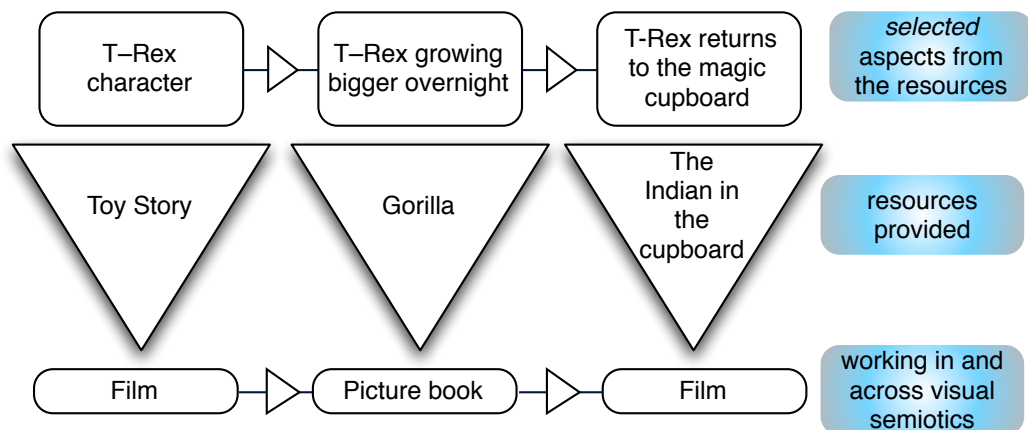 T–Rex
character
T–Rex growing
bigger overnight
T-Rex returns
to the magic
cupboard
selected
aspects from
the resources
Toy Story
Gorilla
The
Indian in
the
cupboard
resources
provided
Film
Picture book
Film
working in and
across visual
semiotics